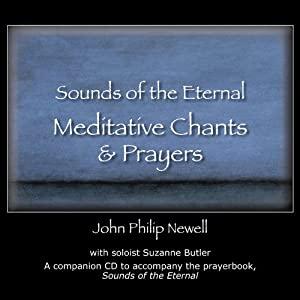 Sounds of the Eternal
Meditative Chants
& Prayers
John Philip Newell
with soloist Suzanne Butler
A companion CD to accompany the prayerbook,
Sounds of the Eternal